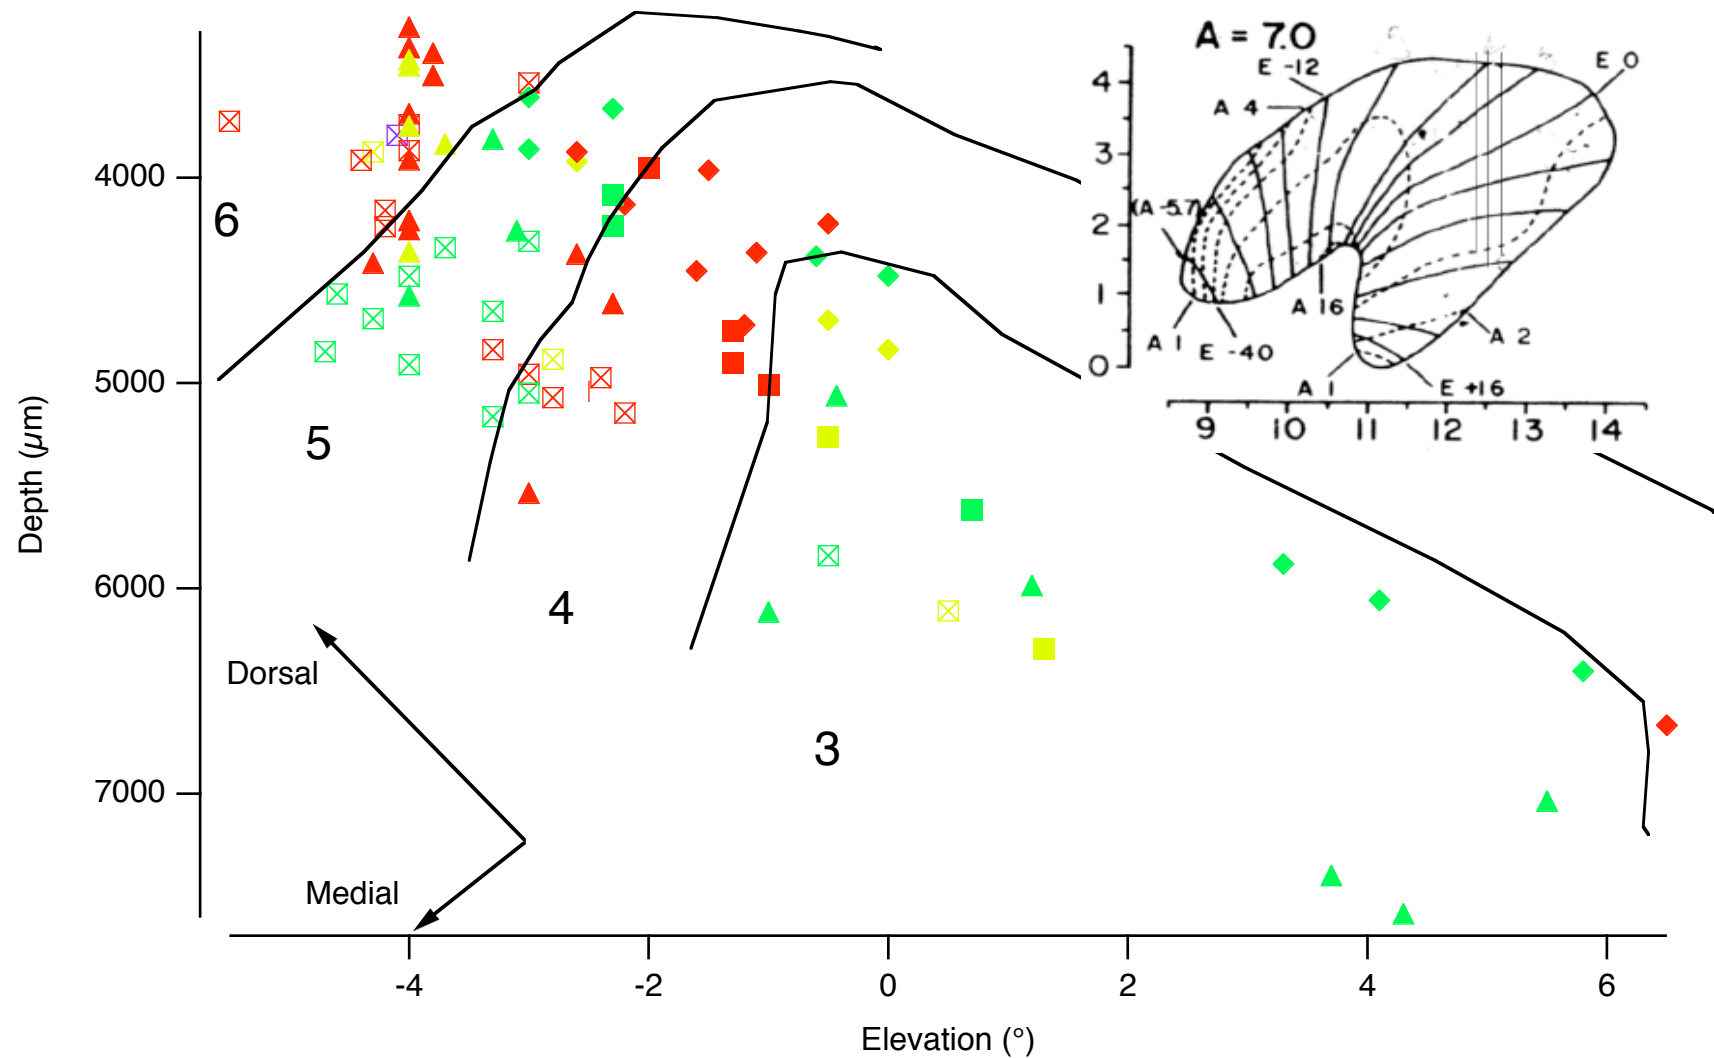 A = 7.0
E -12
E 0
4
A 4
3
(A -5.7)
2
1
A 16
A 1
E -40
A 2
0
A 1
E +16
9 10 11 12 13 14
4000
5000
6000
7000
Depth (µm)
6
5
4
3
Dorsal
Medial
-4 -2 0 2 4 6
Elevation (°)